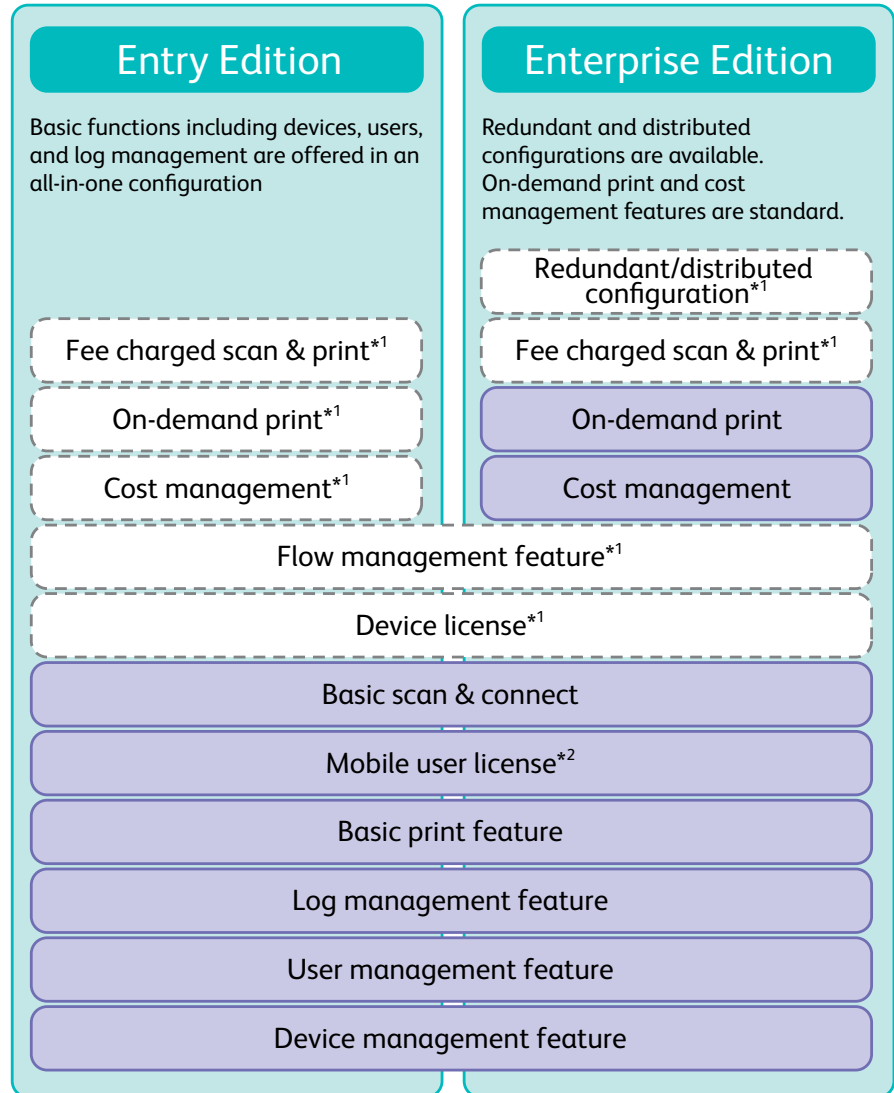 Entry Edition
Basic functions including devices, users,
and log management are offered in an
all-in-one configuration
Enterprise Edition
Redundant and distributed
configurations are available.
On-demand print and cost
management features are standard.
Redundant/distributed
configuration*1
Fee charged scan & print*1
Fee charged scan & print*1
On-demand print*1
On-demand print
Cost management*1
Cost management
Flow management feature*1
Device license*1
Basic scan & connect
Mobile user license*2
Basic print feature
Log management feature
User management feature
Device management feature